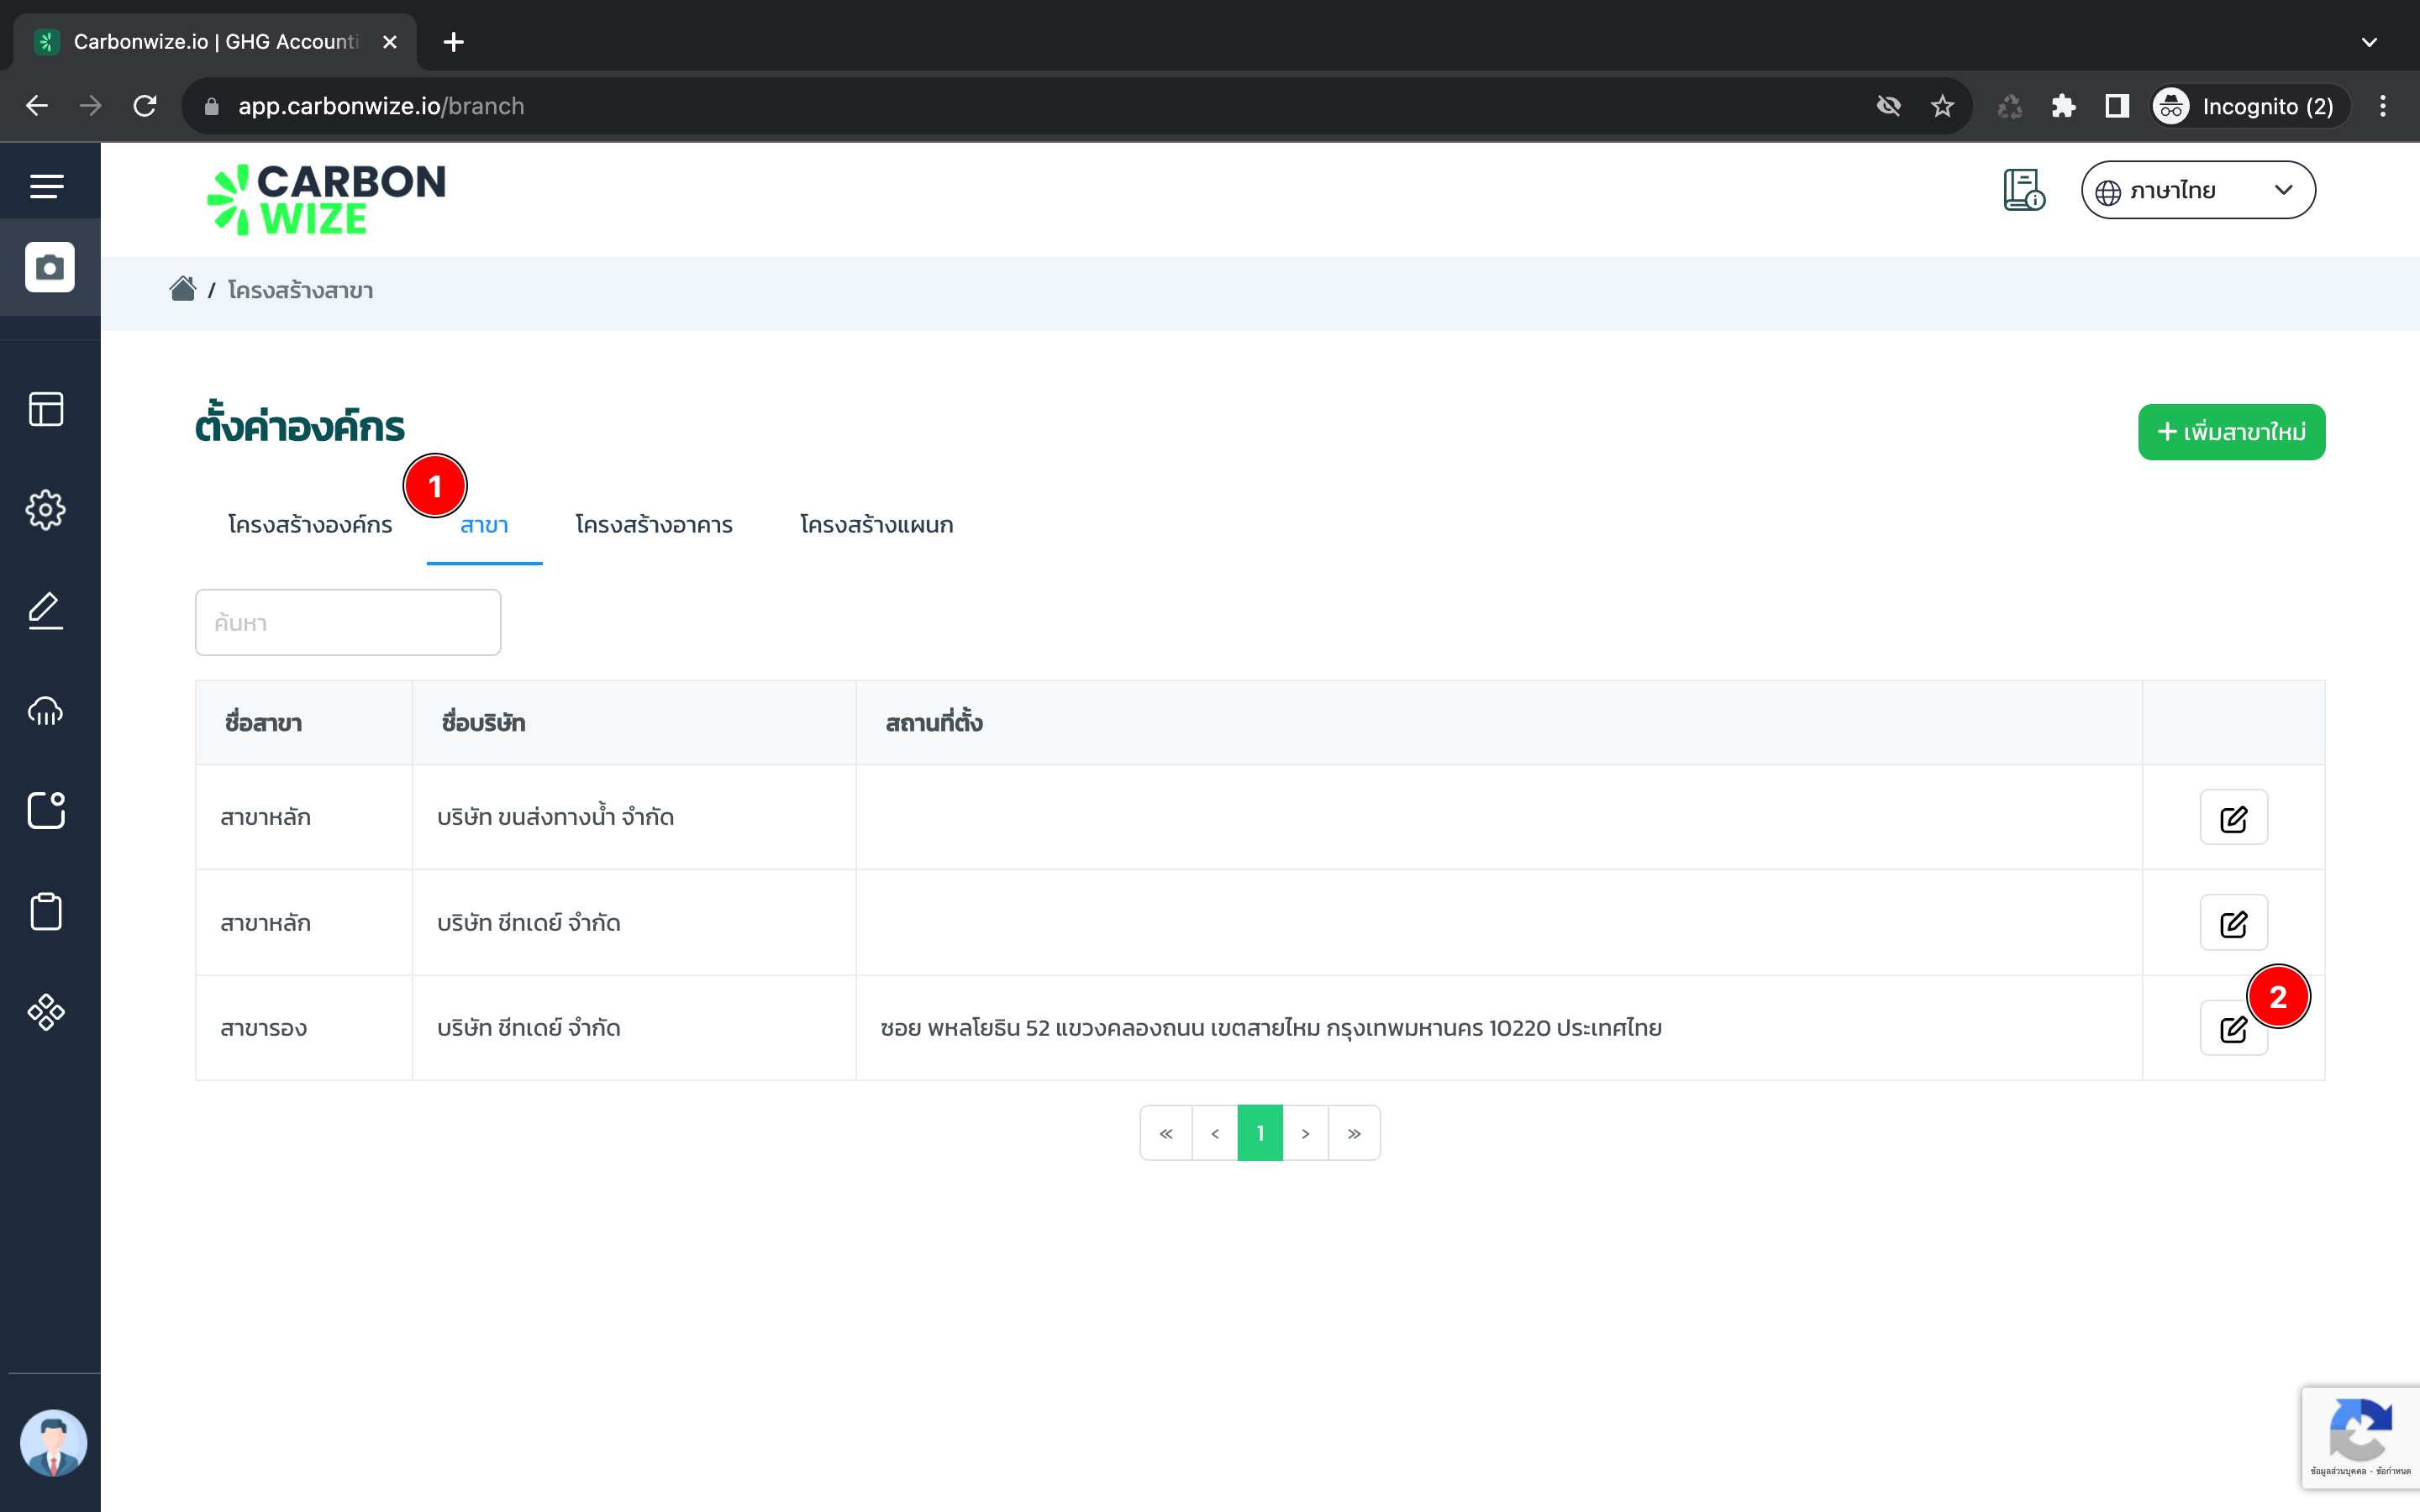 Carbonwize.io | GHG Accounti
app.carbonwize.io/branch
Incognito (2)
CARBON
WIZE
ภาษาไทย
/ โครงสร้างสาขา
ตั้งค่าองค์กร
+ เพิ่มสาขาใหม่
1
โครงสร้างองค์กร สาขา โครงสร้างอาคาร โครงสร้างแผนก
ค้นหา
ชื่อสาขา ชื่อบริษัท สถานที่ตั้ง
สาขาหลัก บริษัท ขนส่งทางน้ำ จำกัด
สาขาหลัก บริษัท ชีทเดย์ จำกัด
2
สาขารอง บริษัท ชีทเดย์ จำกัด ซอย พหลโยธิน 52 แขวงคลองถนน เขตสายไหม กรุงเทพมหานคร 10220 ประเทศไทย
« < 1 > »
ข้อมูลส่วนบุคคล - ข้อกำหนด